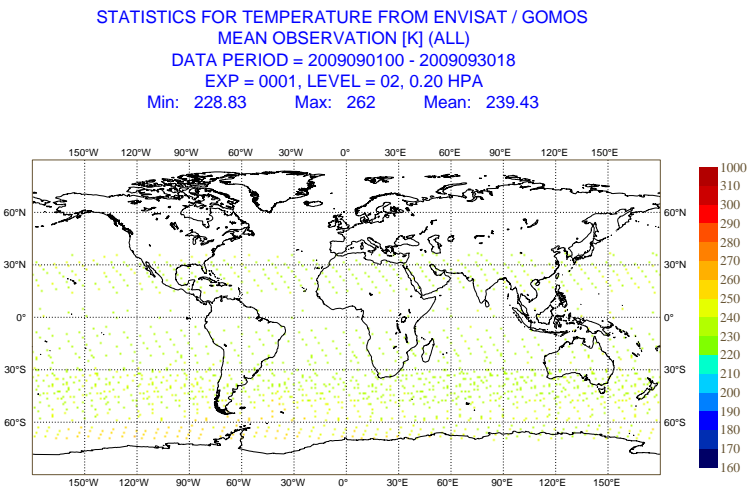 STATISTICS FOR TEMPERATURE FROM ENVISAT / GOMOS
MEAN OBSERVATION [K] (ALL)
DATA PERIOD = 2009090100 - 2009093018
EXP = 0001, LEVEL = 02, 0.20 HPA
Min: 228.83 Max: 262 Mean: 239.43
150°W 120°W 90°W 60°W 30°W 0° 30°E 60°E 90°E 120°E 150°E
60°N 60°N
30°N 30°N
0° 0°
30°S 30°S
60°S 60°S
150°W 120°W 90°W 60°W 30°W 0° 30°E 60°E 90°E 120°E 150°E
1000
310
300
290
280
270
260
250
240
230
220
210
200
190
180
170
160